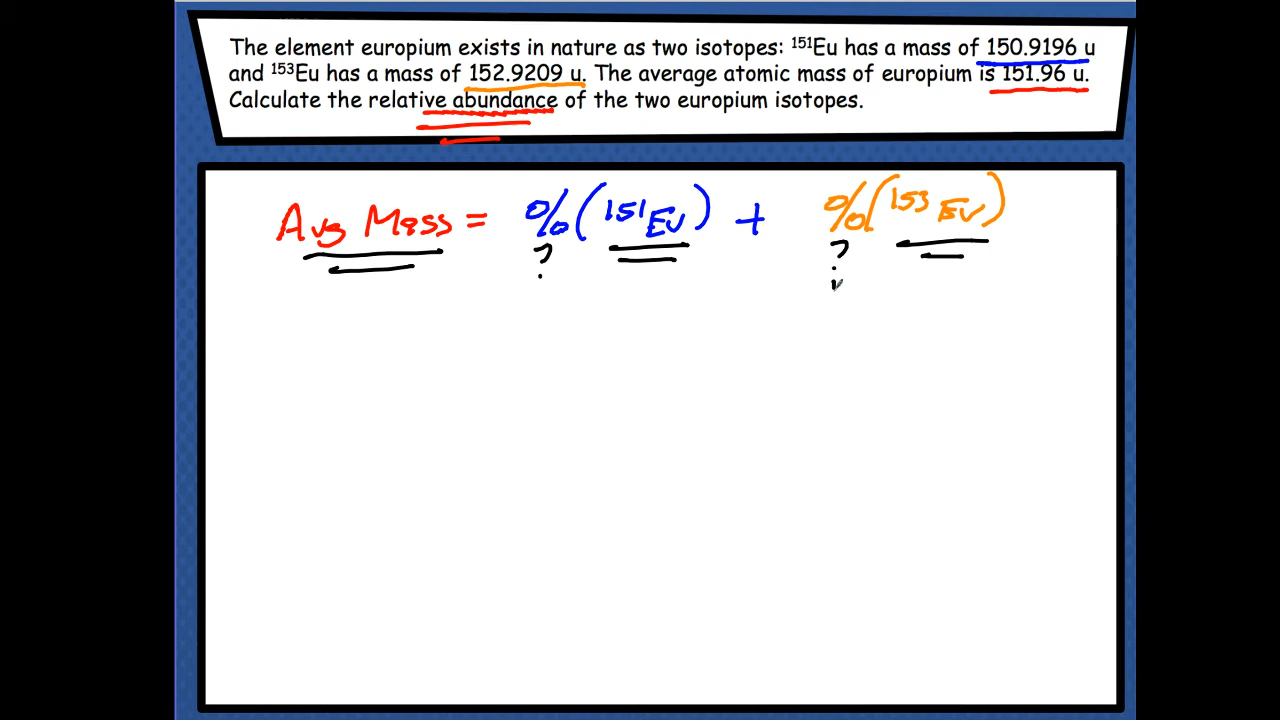 The element europium exists in nature as two isotopes: ¹⁵¹Eu has a mass of 150.9196 u
and ¹⁵³Eu has a mass of 152.9209 u. The average atomic mass of europium is 151.96 u.
Calculate the relative abundance of the two europium isotopes.
Avg Mass = %(¹⁵¹Eu) + %(¹⁵³Eu)
? ?